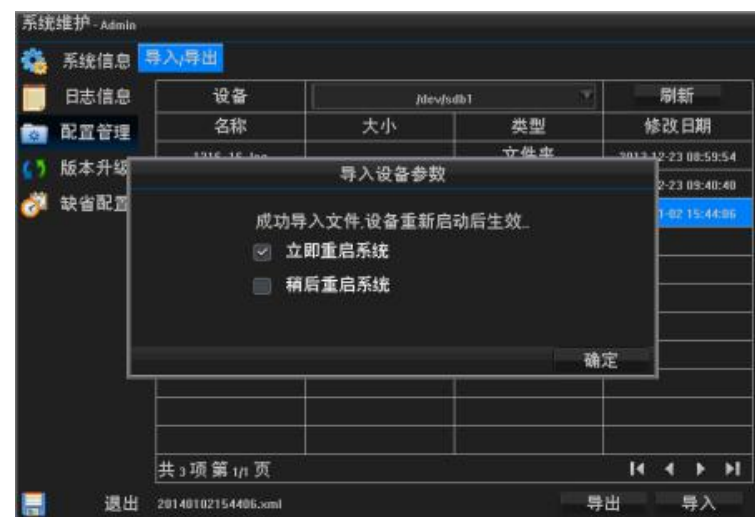 系统维护 - Admin
系统信息
导入/导出
日志信息
配置管理
版本升级
缺省配置
设备
/dev/sdb1
刷新
名称
大小
类型
修改日期
文件夹
2013-12-23 08:59:54
2-23 09:40:40
1-02 15:44:06
导入设备参数
成功导入文件,设备重新启动后生效...
立即重启系统
稍后重启系统
确定
共 3 项 第 1/1 页
退出
20140102154406.xml
导出
导入